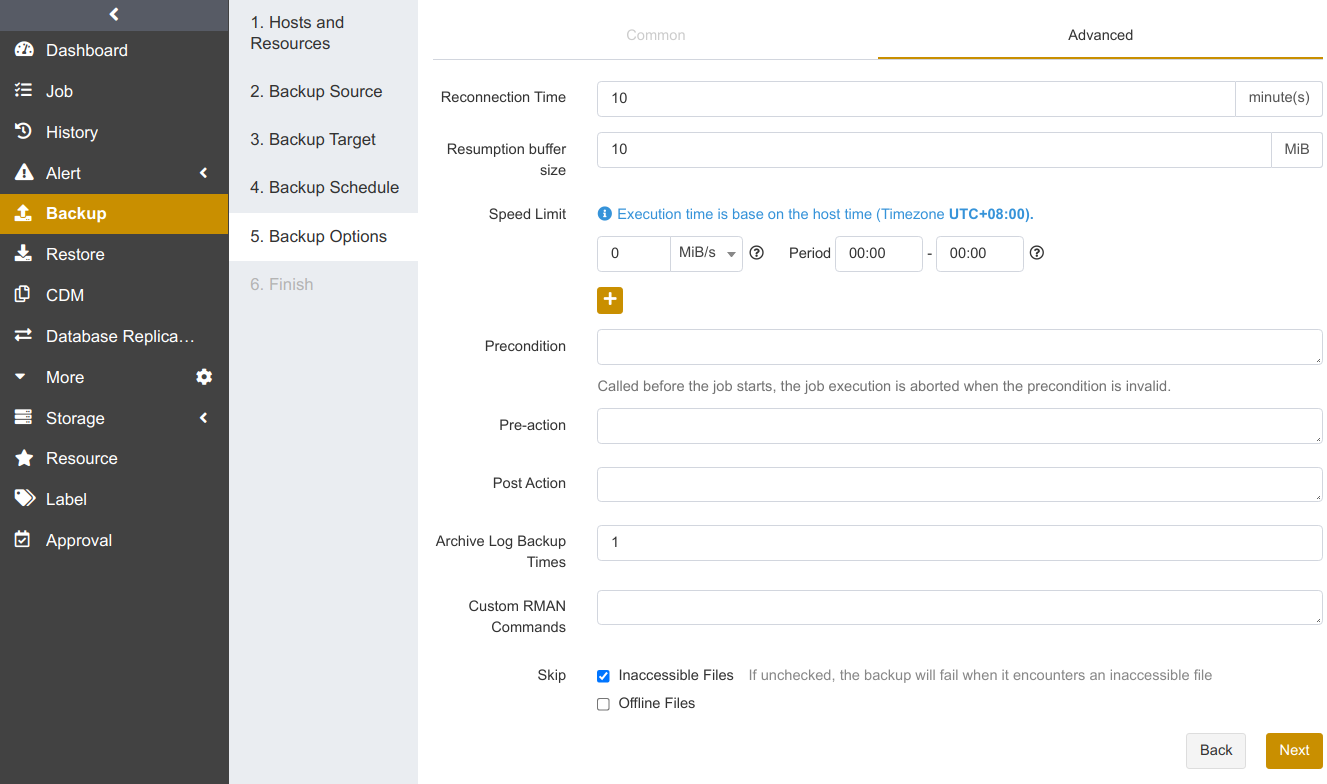 Dashboard
Job
History
Alert
Backup
Restore
CDM
Database Replica…
More
Storage
Resource
Label
Approval
1. Hosts and
Resources
2. Backup Source
3. Backup Target
4. Backup Schedule
5. Backup Options
6. Finish
Common
Advanced
Reconnection Time
10
minute(s)
Resumption buffer
size
10
MiB
Speed Limit
Execution time is base on the host time (Timezone UTC+08:00).
0
MiB/s
Period
00:00
-
00:00
Precondition
Called before the job starts, the job execution is aborted when the precondition is invalid.
Pre-action
Post Action
Archive Log Backup
Times
1
Custom RMAN
Commands
Skip
Inaccessible Files
If unchecked, the backup will fail when it encounters an inaccessible file
Offline Files
Back
Next